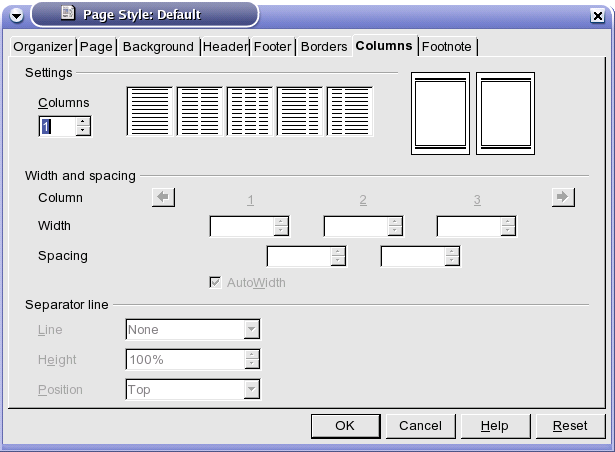 Page Style: Default
Organizer Page Background Header Footer Borders Columns Footnote
Settings
Columns
1
Width and spacing
Column 1 2 3
Width
Spacing
AutoWidth
Separator line
Line None
Height 100%
Position Top
OK Cancel Help Reset